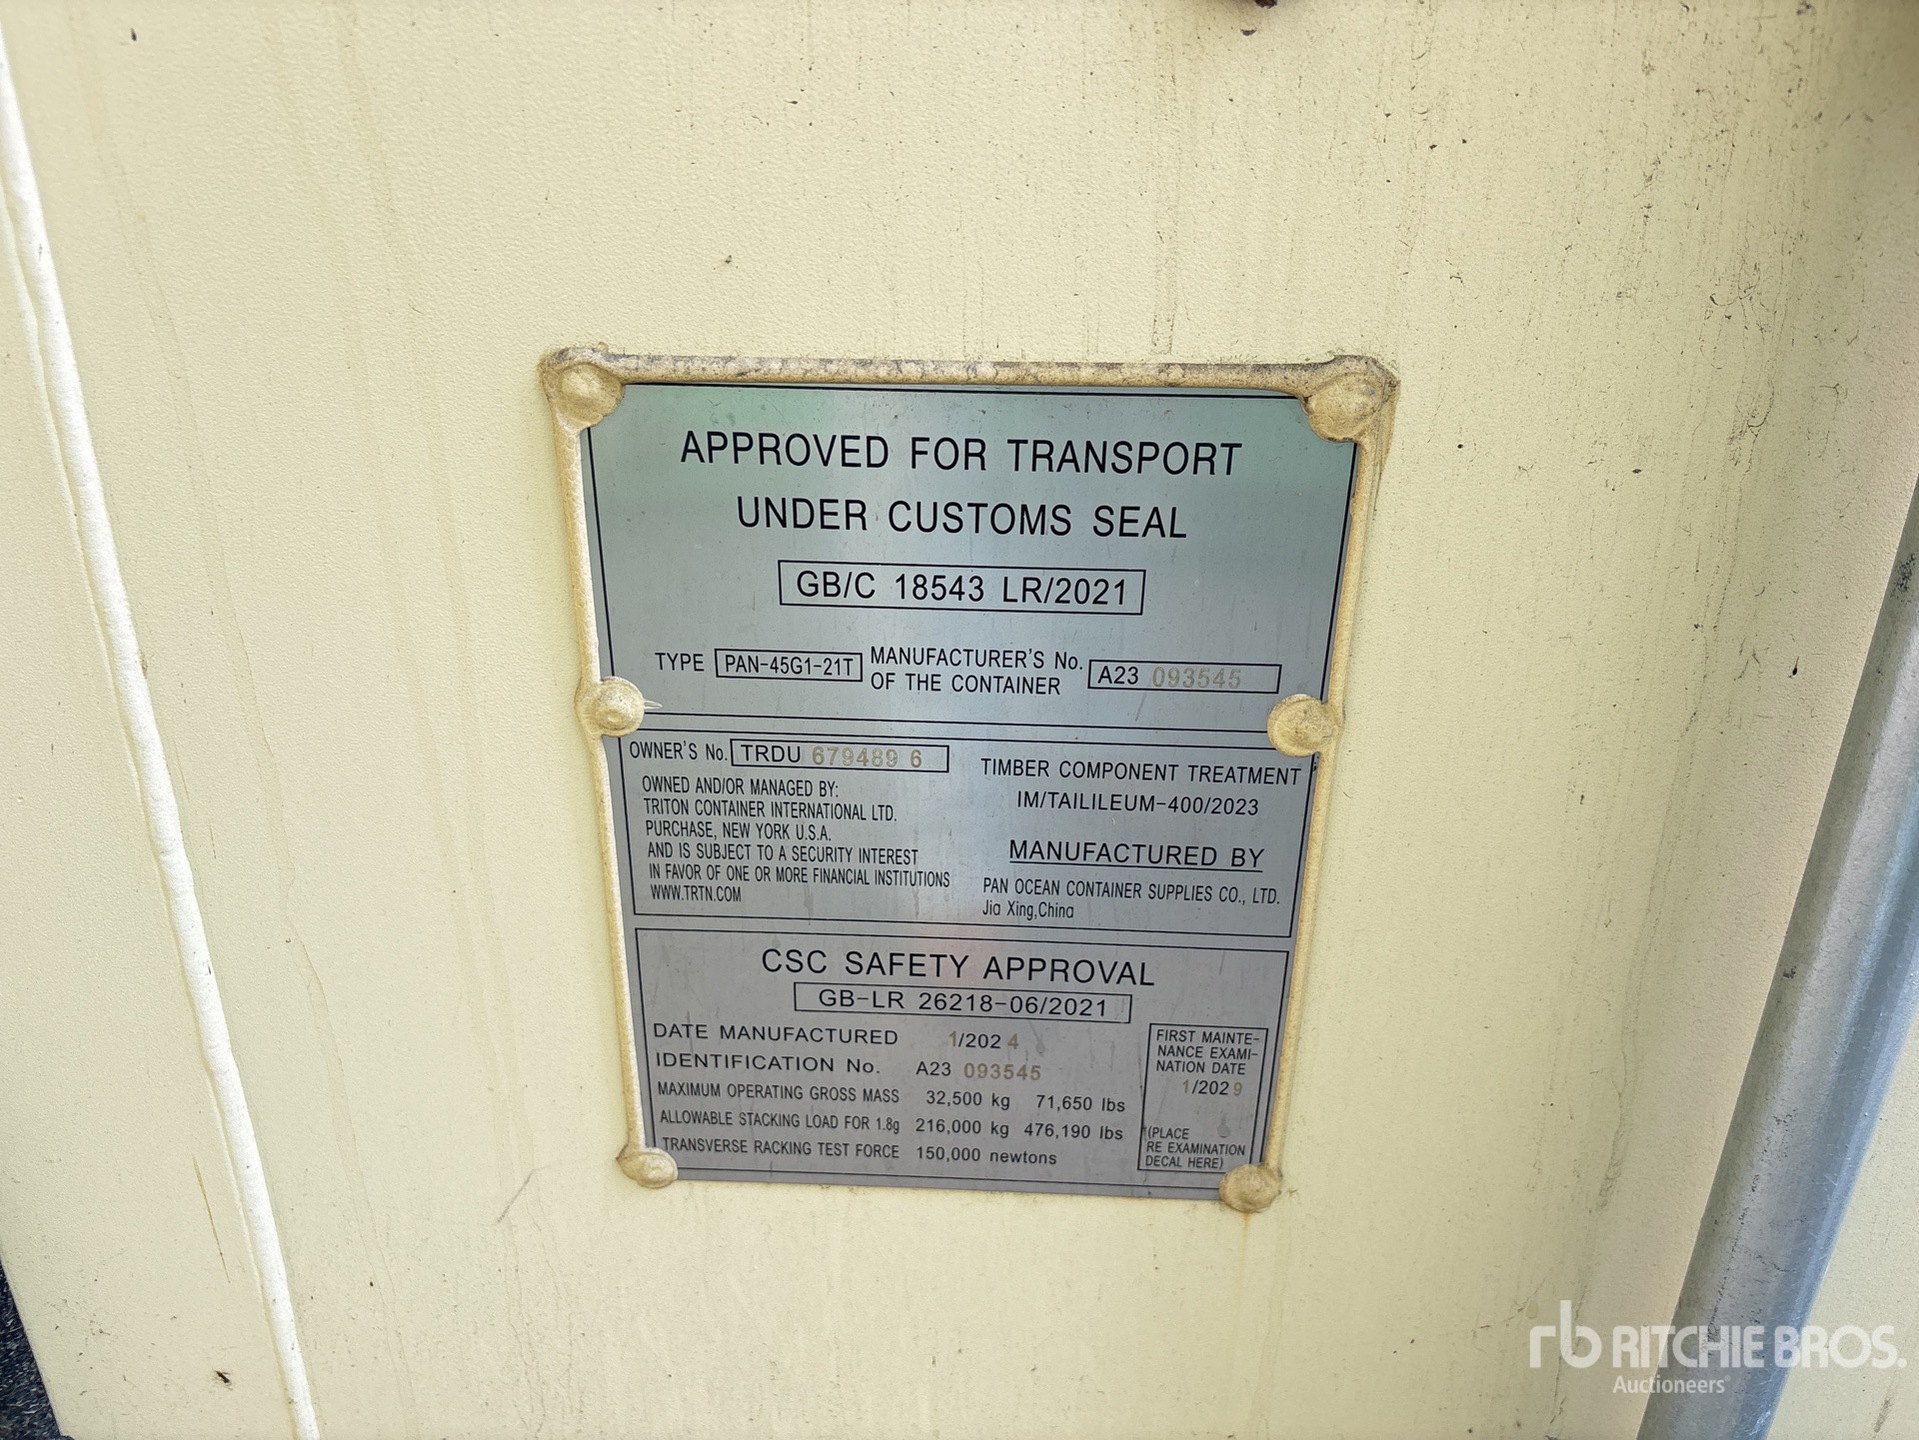 APPROVED FOR TRANSPORT
UNDER CUSTOMS SEAL
GB/C 18543 LR/2021
TYPE PAN-45G1-21T MANUFACTURER'S No. OF THE CONTAINER A23 093545
OWNER'S No. TRDU 679489 6
OWNED AND/OR MANAGED BY:
TRITON CONTAINER INTERNATIONAL LTD.
PURCHASE, NEW YORK U.S.A.
AND IS SUBJECT TO A SECURITY INTEREST
IN FAVOR OF ONE OR MORE FINANCIAL INSTITUTIONS
WWW.TRTN.COM
TIMBER COMPONENT TREATMENT
IM/TAILILEUM-400/2023
MANUFACTURED BY
PAN OCEAN CONTAINER SUPPLIES CO., LTD.
Jia Xing,China
CSC SAFETY APPROVAL
GB-LR 26218-06/2021
DATE MANUFACTURED 1/2024
IDENTIFICATION No. A23 093545
MAXIMUM OPERATING GROSS MASS 32,500 kg 71,650 lbs
ALLOWABLE STACKING LOAD FOR 1.8g 216,000 kg 476,190 lbs
TRANSVERSE RACKING TEST FORCE 150,000 newtons
FIRST MAINTE-
NANCE EXAMI-
NATION DATE
1/2029
(PLACE
RE EXAMINATION
DECAL HERE)
rb RITCHIE BROS.
Auctioneers